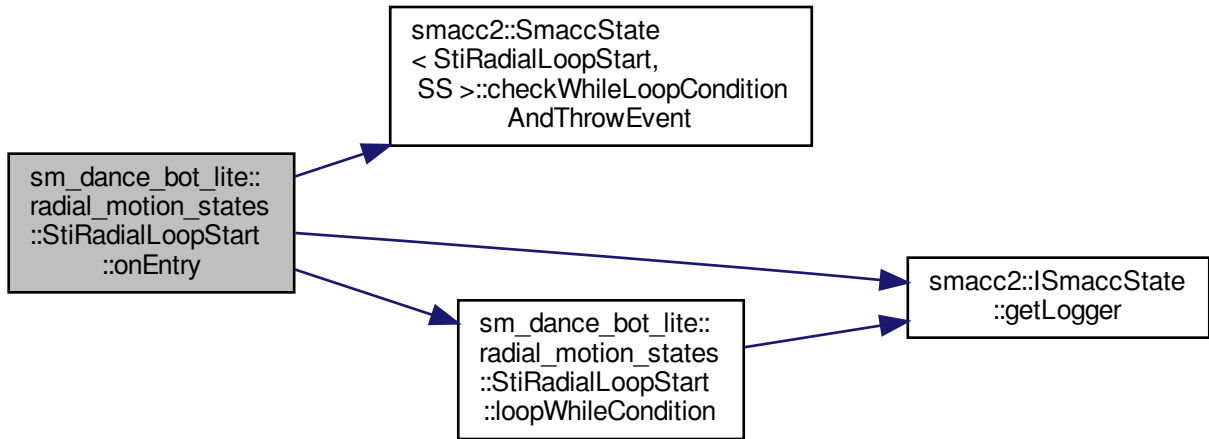 smacc2::SmaccState
< StiRadialLoopStart,
SS >::checkWhileLoopCondition
AndThrowEvent
sm_dance_bot_lite::
radial_motion_states
::StiRadialLoopStart
::onEntry
smacc2::ISmaccState
::getLogger
sm_dance_bot_lite::
radial_motion_states
::StiRadialLoopStart
::loopWhileCondition